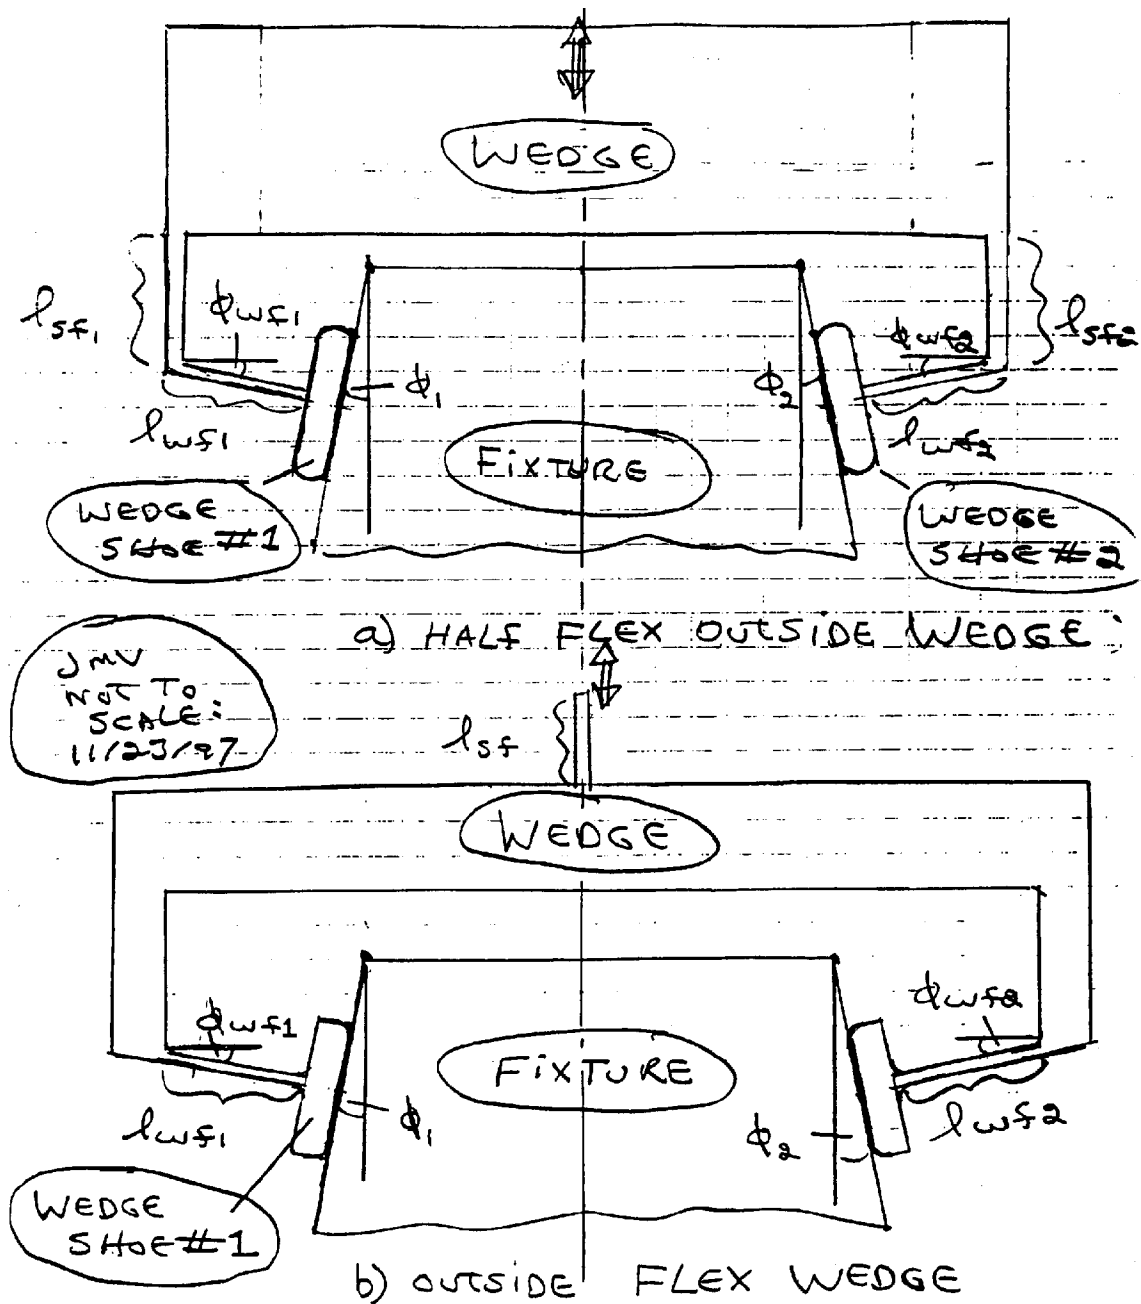 WEDGE
lsf1
lsf2
ϕwf1
ϕwf2
ϕ1
ϕ2
lwf1
lwf2
FiXTURE
WEDGE
SHOE #1
WEDGE
SHOE #2
a) HALF FLEX OUTSIDE WEDGE
JMV
NOT TO
SCALE:
11/23/97
lsf
WEDGE
ϕwf1
ϕwf2
FiXTURE
ϕ1
ϕ2
lwf1
lwf2
WEDGE
SHOE #1
b) OUTSIDE FLEX WEDGE